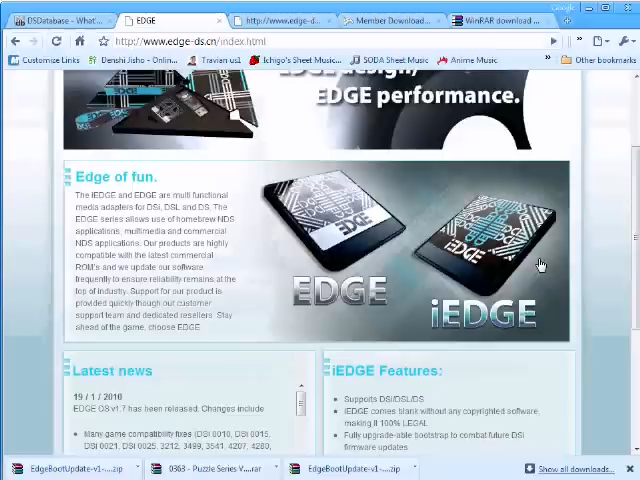 Google
DSDatabase - What'...
EDGE
http://www.edge-d...
Member Download...
WinRAR download ...
http://www.edge-ds.cn/index.html
Customize Links
Denshi Jisho - Onlin...
Travian us1
Ichigo's Sheet Music...
SODA Sheet Music
Anime Music
Other bookmarks
EDGE design,
EDGE performance.
EDGE
Edge of fun.
The iEDGE and EDGE are multi functional
media adapters for DSi, DSL and DS. The
EDGE series allows use of homebrew NDS
applications, multimedia and commercial
NDS applications. Our products are highly
compatible with the latest commercial
ROM's and we update our software
frequently to ensure reliability remains at the
top of industry. Support for our product is
provided quickly though out customer
support team and dedicated resellers. Stay
ahead of the game, choose EDGE
EDGE
iEDGE
EDGE
iEDGE
Latest news
19 / 1 / 2010
EDGE OS v1.7 has been released. Changes include
Many game compatibility fixes (DSi 0010, DSi 0015,
DSi 0021, DSi 0025, 3212, 3499, 3541, 4207, 4280,
iEDGE Features:
Supports DSi/DSL/DS
iEDGE comes blank without any copyrighted software,
making it 100% LEGAL
Fully upgrade-able bootstrap to combat future DSi
firmware updates
EdgeBootUpdate-v1-....zip
0363 - Puzzle Series V....rar
EdgeBootUpdate-v1-....zip
Show all downloads...